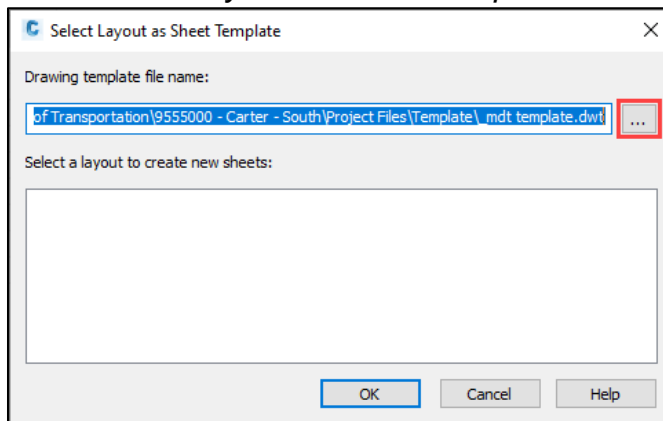 Select Layout as Sheet Template
Drawing template file name:
of Transportation\9555000 - Carter - South\Project Files\Template\_mdt template.dwt
...
Select a layout to create new sheets:
OK Cancel Help